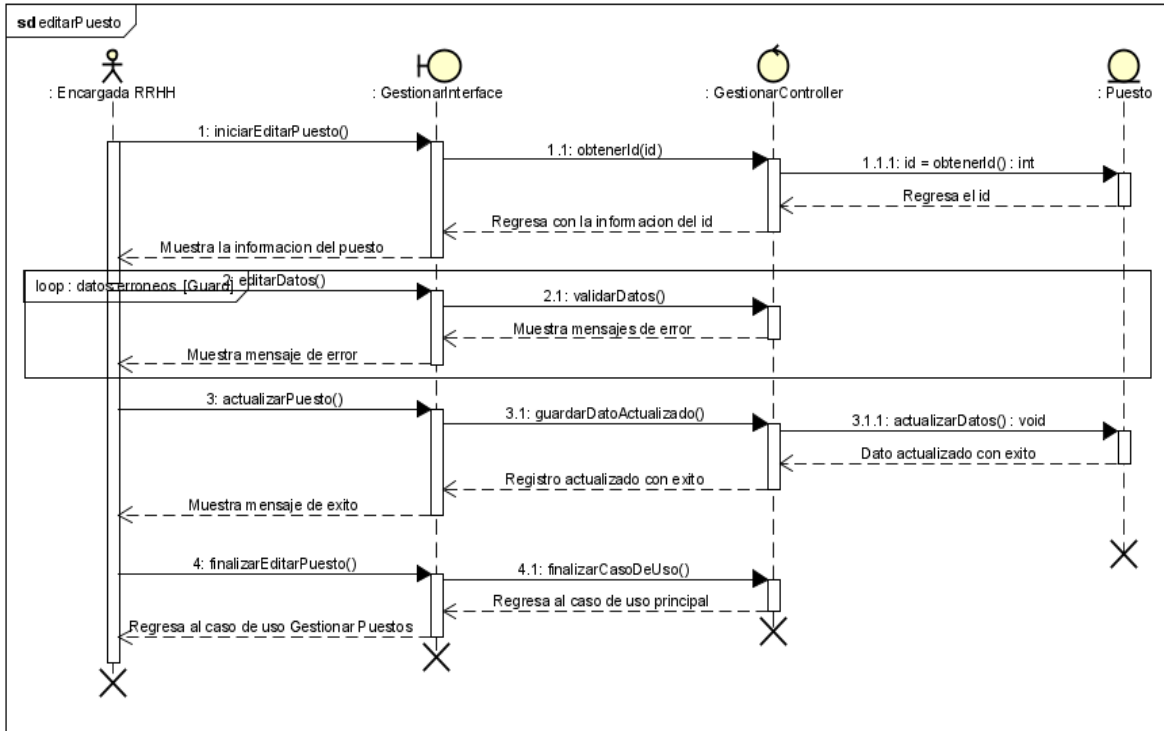 sd editarPuesto
: Encargada RRHH
: GestionarInterface
: GestionarController
: Puesto
1: iniciarEditarPuesto()
1.1: obtenerId(id)
1.1.1: id = obtenerId() : int
Regresa el id
Regresa con la informacion del id
Muestra la informacion del puesto
loop : datos erroneos [Guard]
2: editarDatos()
2.1: validarDatos()
Muestra mensajes de error
Muestra mensaje de error
3: actualizarPuesto()
3.1: guardarDatoActualizado()
3.1.1: actualizarDatos() : void
Dato actualizado con exito
Registro actualizado con exito
Muestra mensaje de exito
4: finalizarEditarPuesto()
4.1: finalizarCasoDeUso()
Regresa al caso de uso principal
Regresa al caso de uso Gestionar Puestos